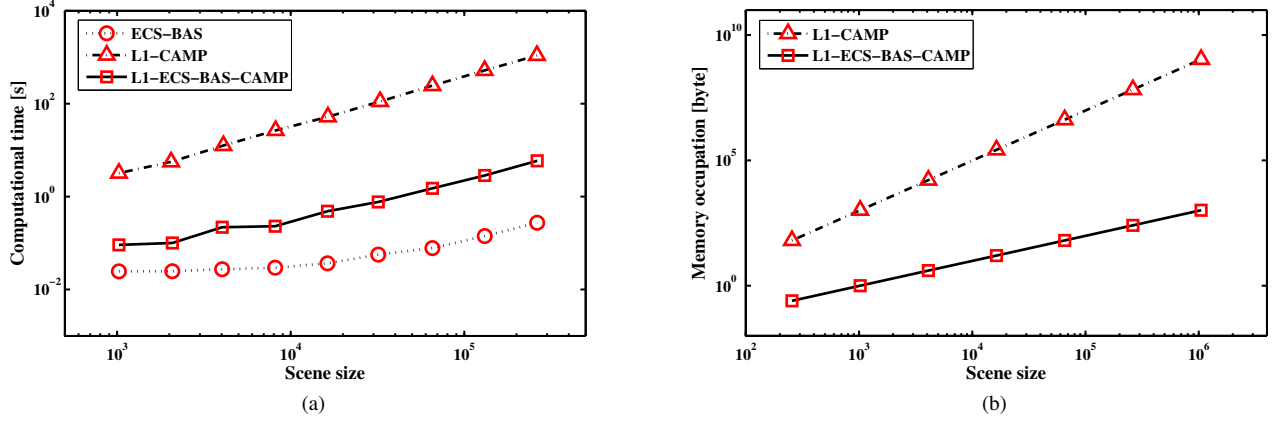 10^4
10^2
10^0
10^-2
Computational time [s]
ECS-BAS
L1-CAMP
L1-ECS-BAS-CAMP
10^3
10^4
10^5
Scene size
(a)
10^10
10^5
10^0
Memory occupation [byte]
L1-CAMP
L1-ECS-BAS-CAMP
10^2
10^3
10^4
10^5
10^6
Scene size
(b)